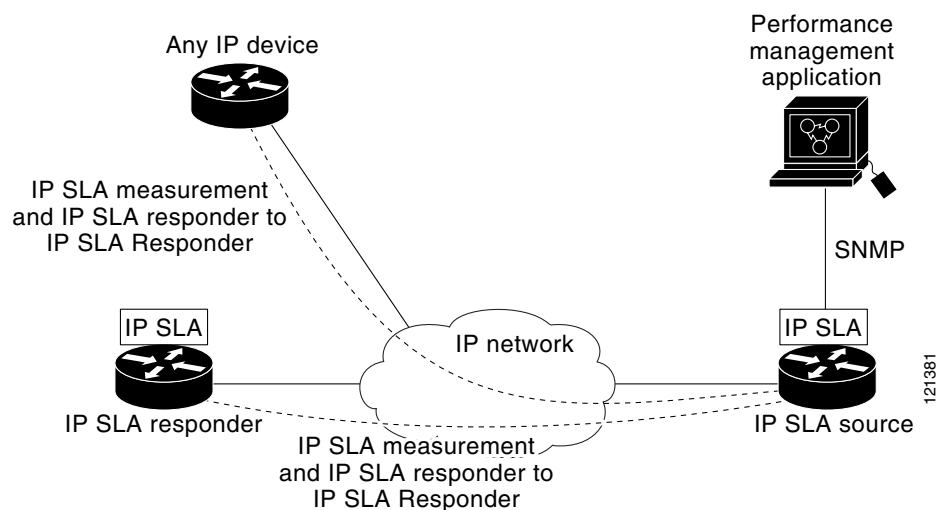 Any IP device
Performance
management
application
IP SLA measurement
and IP SLA responder to
IP SLA Responder
SNMP
IP SLA
IP network
IP SLA
IP SLA responder
IP SLA source
121381
IP SLA measurement
and IP SLA responder to
IP SLA Responder